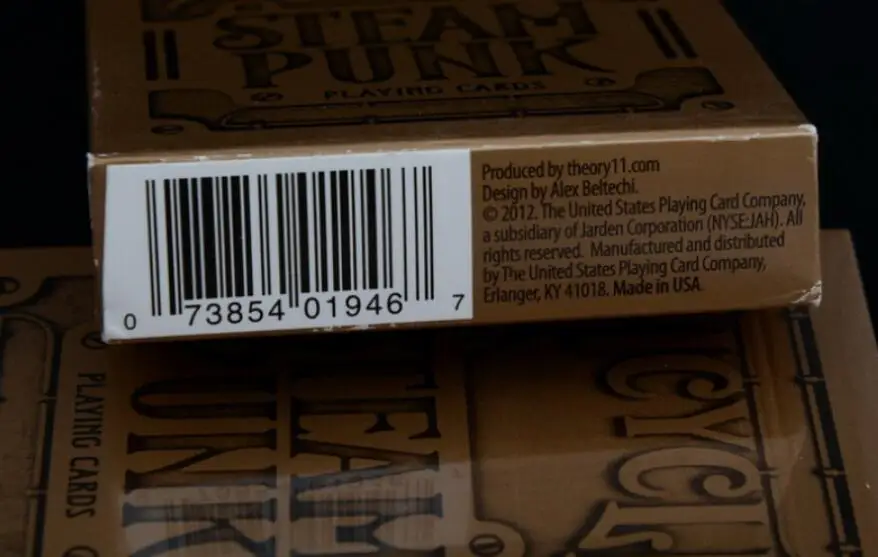 STEAM
PUNK
PLAYING CARDS
Produced by theory11.com
Design by Alex Beltechi.
© 2012. The United States Playing Card Company,
a subsidiary of Jarden Corporation (NYSE:JAH). All
rights reserved. Manufactured and distributed
by The United States Playing Card Company,
Erlanger, KY 41018. Made in USA
0 73854 01946 7
PLAYING CARDS
UNK
TEAM
CYCL